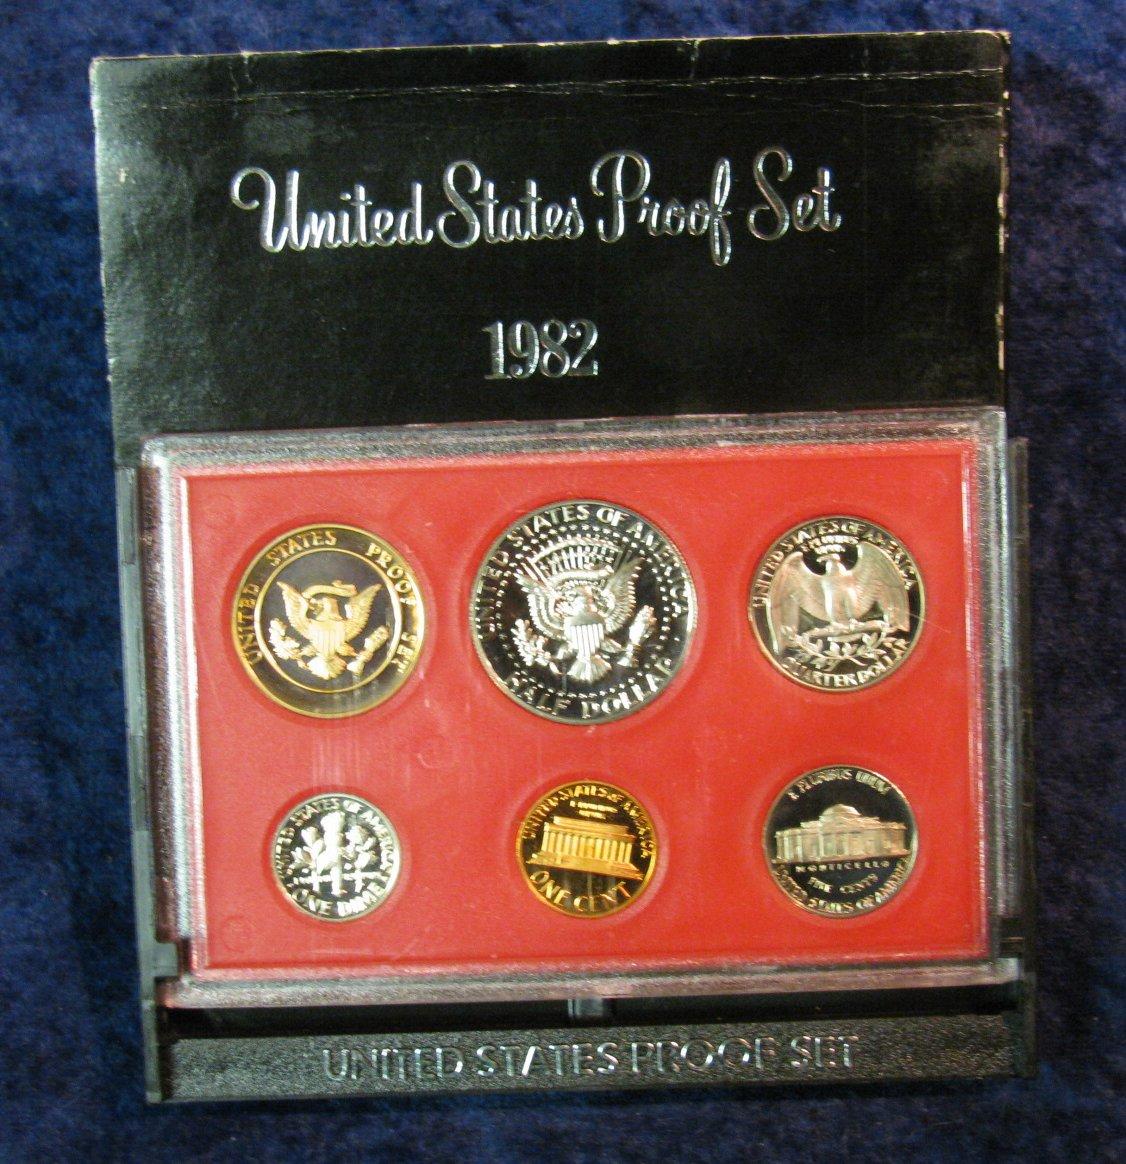 United States Proof Set
1982
UNITED STATES PROOF SET
UNITED STATES OF AMERICA
HALF DOLLAR
UNITED STATES OF AMERICA
QUARTER DOLLAR
UNITED STATES OF AMERICA
ONE DIME
UNITED STATES OF AMERICA
ONE CENT
E PLURIBUS UNUM
MONTICELLO
FIVE CENTS
UNITED STATES OF AMERICA
UNITED STATES PROOF SET